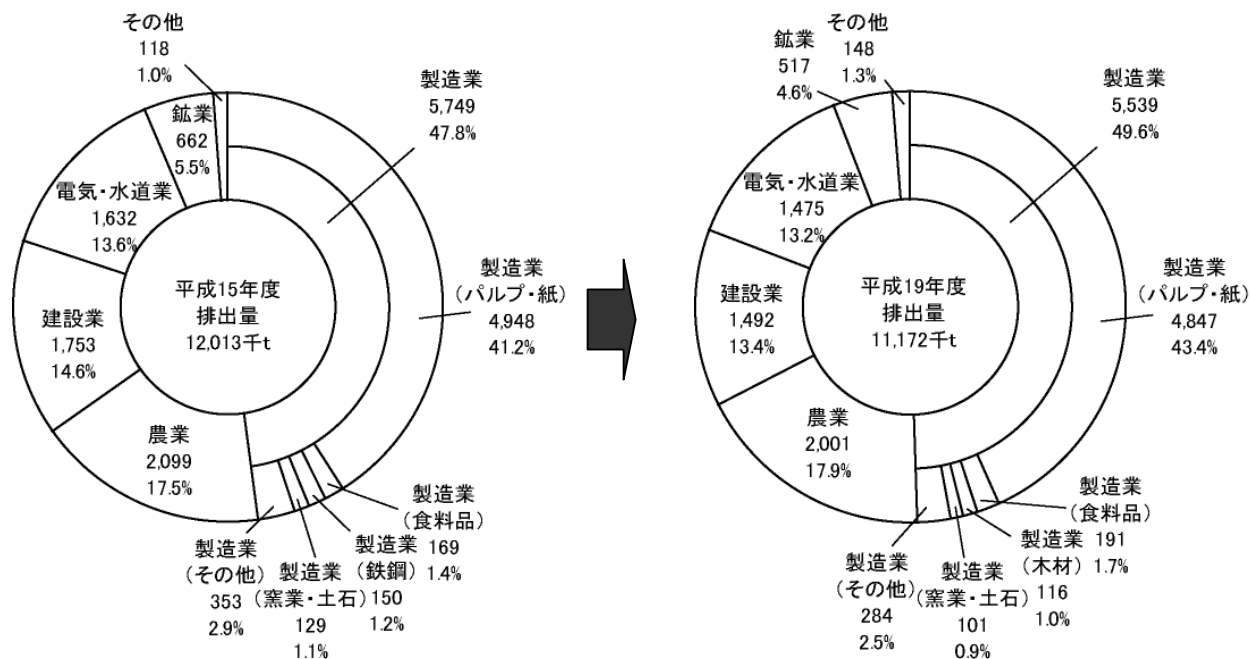 その他
118
1.0%
鉱業
662
5.5%
電気・水道業
1,632
13.6%
建設業
1,753
14.6%
農業
2,099
17.5%
平成15年度
排出量
12,013千t
製造業
5,749
47.8%
製造業
（パルプ・紙）
4,948
41.2%
製造業
（食料品）
169
1.4%
製造業
（鉄鋼）
150
1.2%
製造業
（窯業・土石）
129
1.1%
製造業
（その他）
353
2.9%
その他
148
1.3%
鉱業
517
4.6%
電気・水道業
1,475
13.2%
建設業
1,492
13.4%
農業
2,001
17.9%
平成19年度
排出量
11,172千t
製造業
5,539
49.6%
製造業
（パルプ・紙）
4,847
43.4%
製造業
（食料品）
191
1.7%
製造業
（木材）
116
1.0%
製造業
（窯業・土石）
101
0.9%
製造業
（その他）
284
2.5%